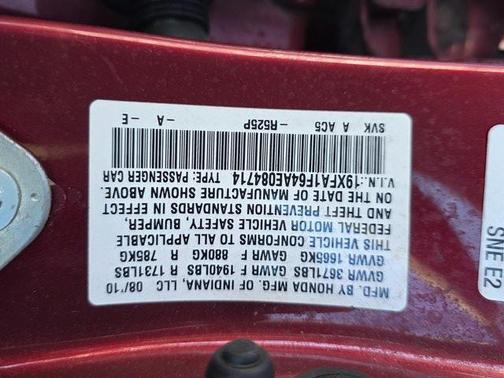 MFD. BY HONDA MFG. OF INDIANA, LLC 08/10
GVWR 3671LBS GAWR F 1940LBS R 1731LBS
GVWR 1665KG GAWR F 880KG R 785KG
THIS VEHICLE CONFORMS TO ALL APPLICABLE
FEDERAL MOTOR VEHICLE SAFETY, BUMPER,
AND THEFT PREVENTION STANDARDS IN EFFECT
ON THE DATE OF MANUFACTURE SHOWN ABOVE.
V.I.N.:19XFA1F64AE084714 TYPE: PASSENGER CAR
SVK A AC5 -R525P -A -E
SNE E2